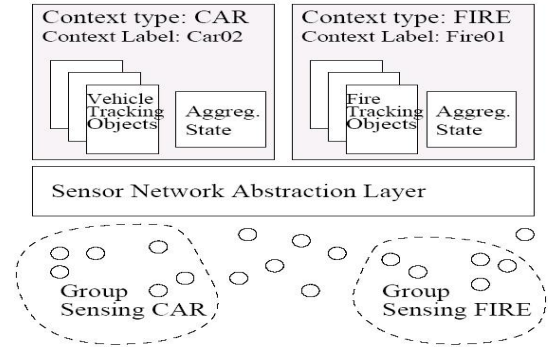 Context type: CAR
Context Label: Car02
Vehicle
Tracking
Objects
Aggreg.
State
Context type: FIRE
Context Label: Fire01
Fire
Tracking
Objects
Aggreg.
State
Sensor Network Abstraction Layer
Group
Sensing CAR
Group
Sensing FIRE